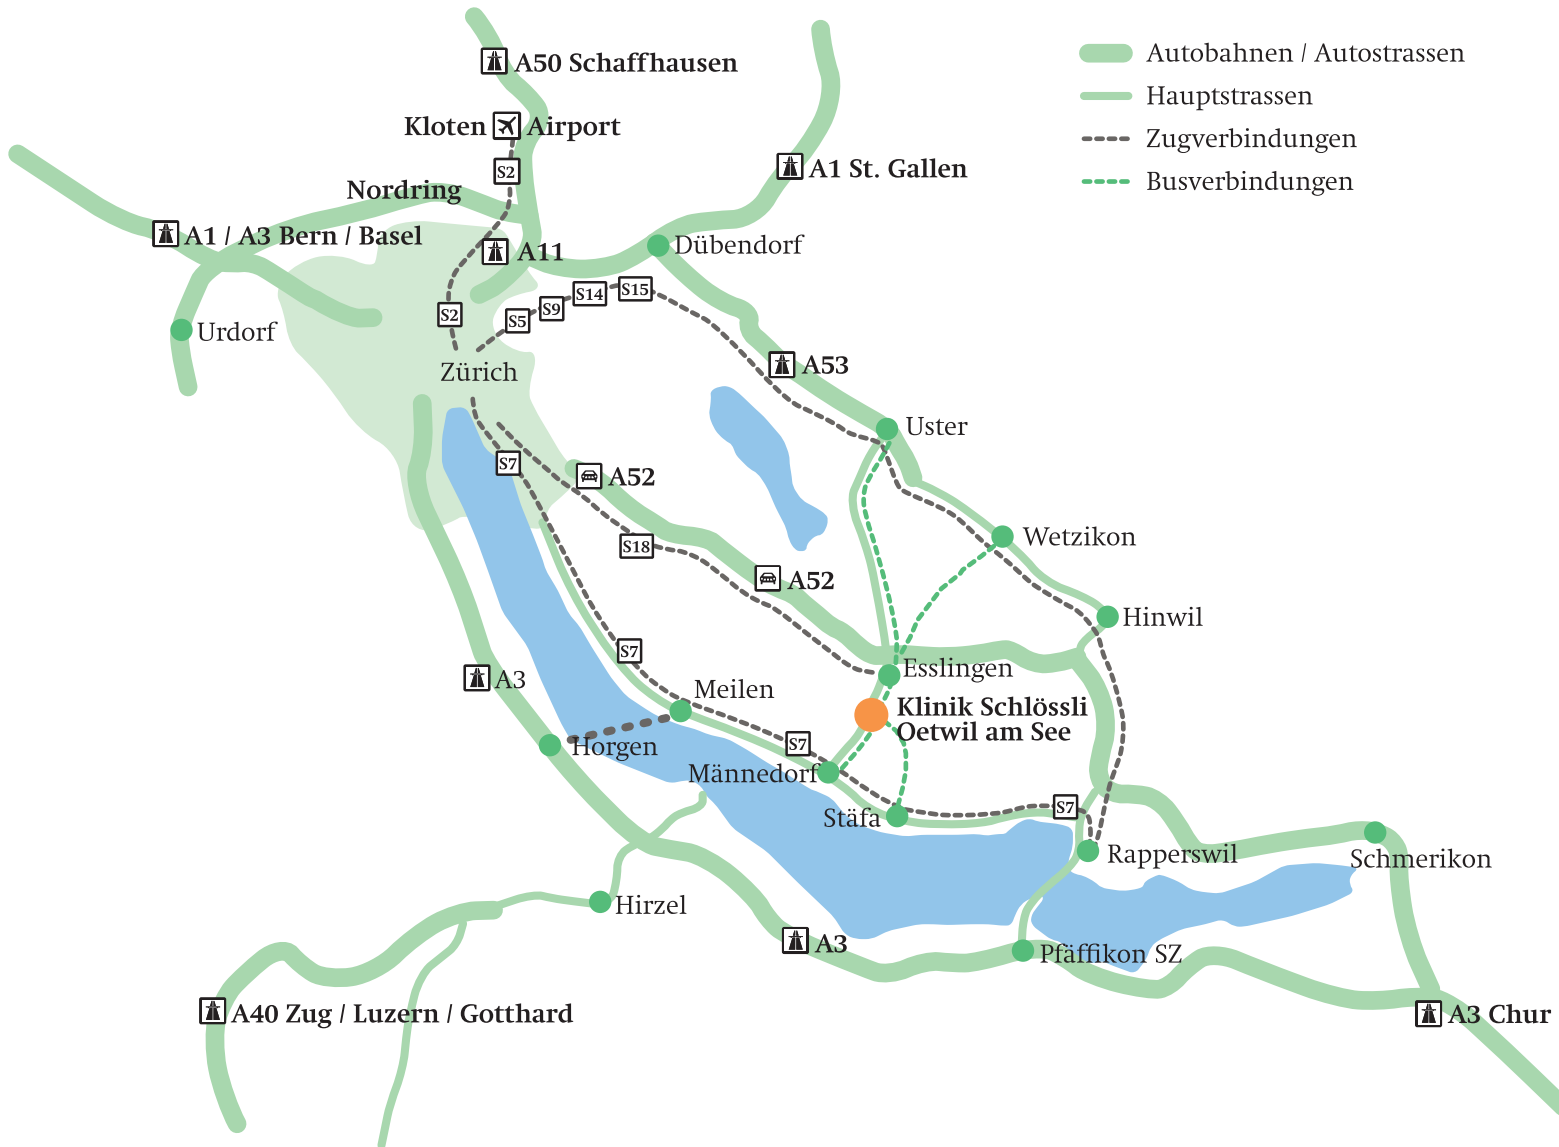 A50 Schaffhausen
Autobahnen / Autostrassen
Hauptstrassen
Kloten Airport
Zugverbindungen
S2
A1 St. Gallen
Busverbindungen
Nordring
A1 / A3 Bern / Basel
A11
Dübendorf
S15
S14
S9
S2
S5
Urdorf
Zürich
A53
Uster
S7
A52
Wetzikon
S18
A52
Hinwil
S7
Esslingen
A3
Meilen
Klinik Schlössli
Oetwil am See
Horgen
S7
Männedorf
S7
Stäfa
Rapperswil
Schmerikon
Hirzel
A3
Pfäffikon SZ
A40 Zug / Luzern / Gotthard
A3 Chur